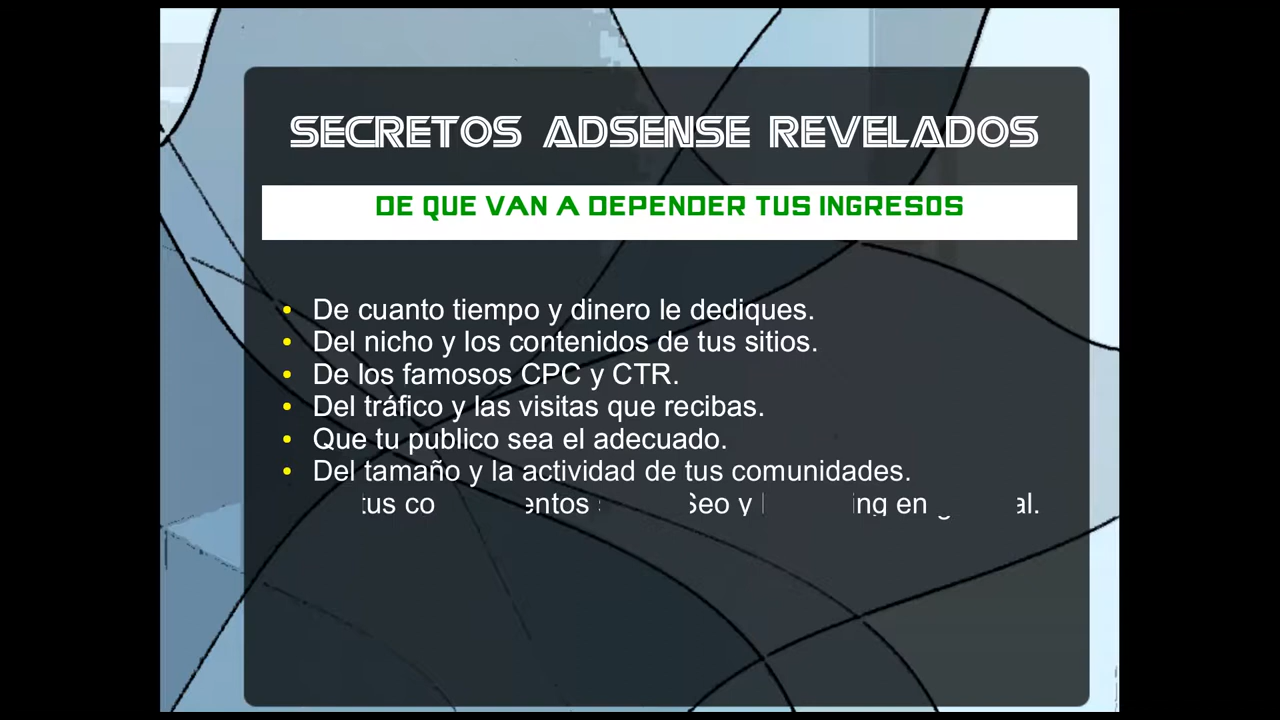 SECRETOS ADSENSE REVELADOS
DE QUE VAN A DEPENDER TUS INGRESOS
• De cuanto tiempo y dinero le dediques.
• Del nicho y los contenidos de tus sitios.
• De los famosos CPC y CTR.
• Del tráfico y las visitas que recibas.
• Que tu publico sea el adecuado.
• Del tamaño y la actividad de tus comunidades.
tus Seo y en